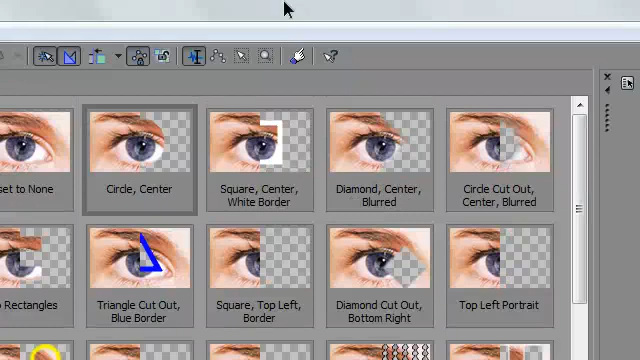 set to None
Circle, Center
Square, Center,
White Border
Diamond, Center,
Blurred
Circle Cut Out,
Center, Blurred
Rectangles
Triangle Cut Out,
Blue Border
Square, Top Left,
Border
Diamond Cut Out,
Bottom Right
Top Left Portrait